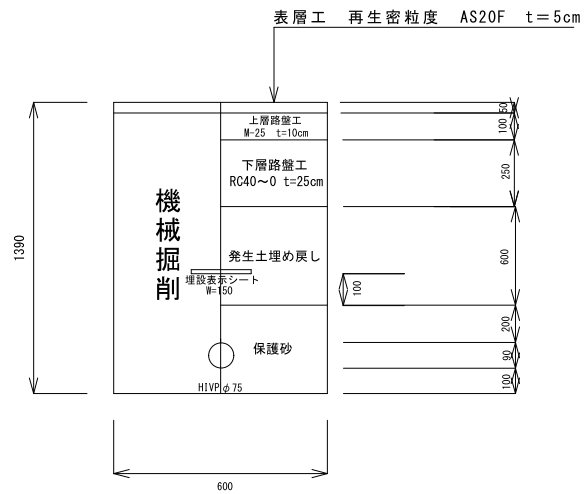 表層工　再生密粒度　AS20F　t＝5cm
50
上層路盤工
M-25　t=10cm
100
下層路盤工
RC40～0 t=25cm
250
機械掘削
1390
発生土埋め戻し
600
埋設表示シート
W=150
100
200
保護砂
90
HIVPφ75
100
600